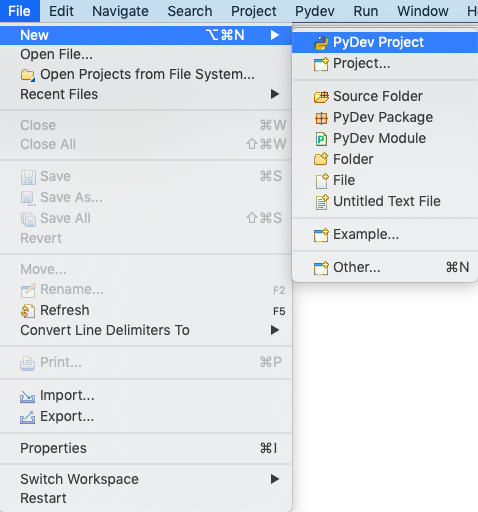 File Edit Navigate Search Project Pydev Run Window
New ⌥⌘N ▶
Open File...
Open Projects from File System...
Recent Files ▶
Close ⌘W
Close All ⇧⌘W
Save ⌘S
Save As...
Save All ⇧⌘S
Revert
Move...
Rename... F2
Refresh F5
Convert Line Delimiters To ▶
Print... ⌘P
Import...
Export...
Properties ⌘I
Switch Workspace ▶
Restart
PyDev Project
Project...
Source Folder
PyDev Package
PyDev Module
Folder
File
Untitled Text File
Example...
Other... ⌘N